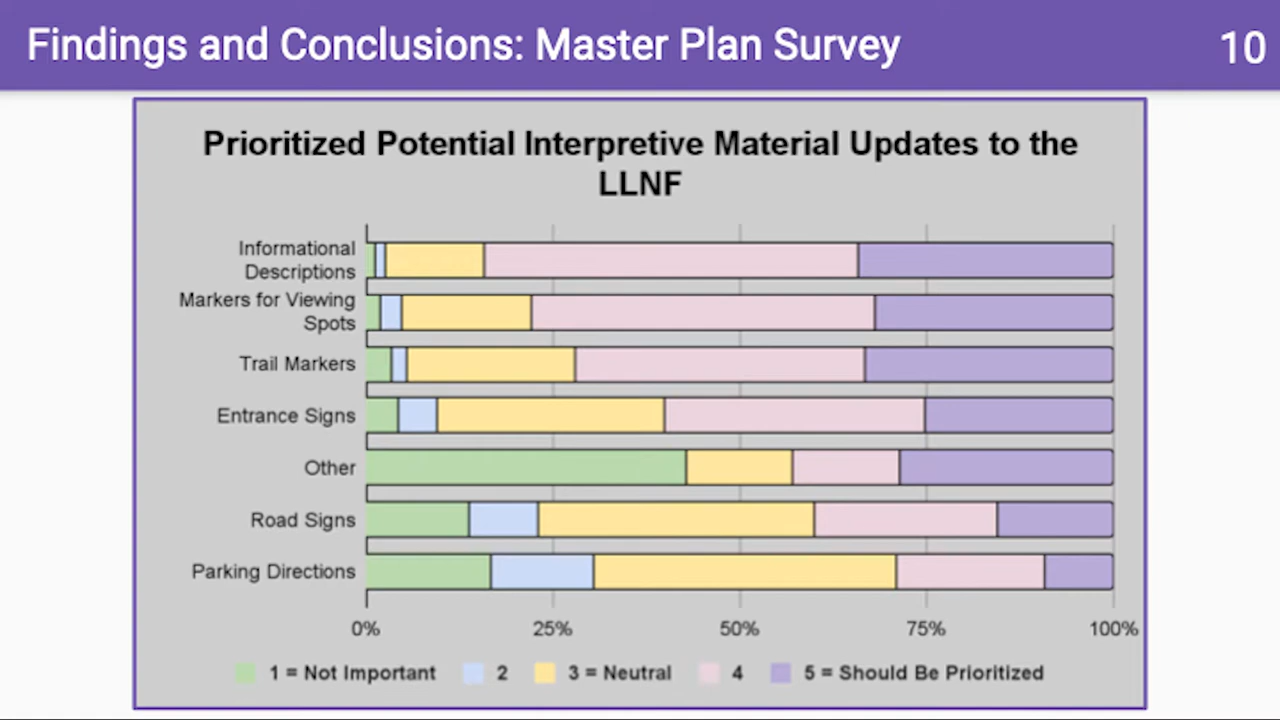 Findings and Conclusions: Master Plan Survey
10
Prioritized Potential Interpretive Material Updates to the
LLNF
Informational
Descriptions
Markers for Viewing
Spots
Trail Markers
Entrance Signs
Other
Road Signs
Parking Directions
0% 25% 50% 75% 100%
1 = Not Important 2 3 = Neutral 4 5 = Should Be Prioritized